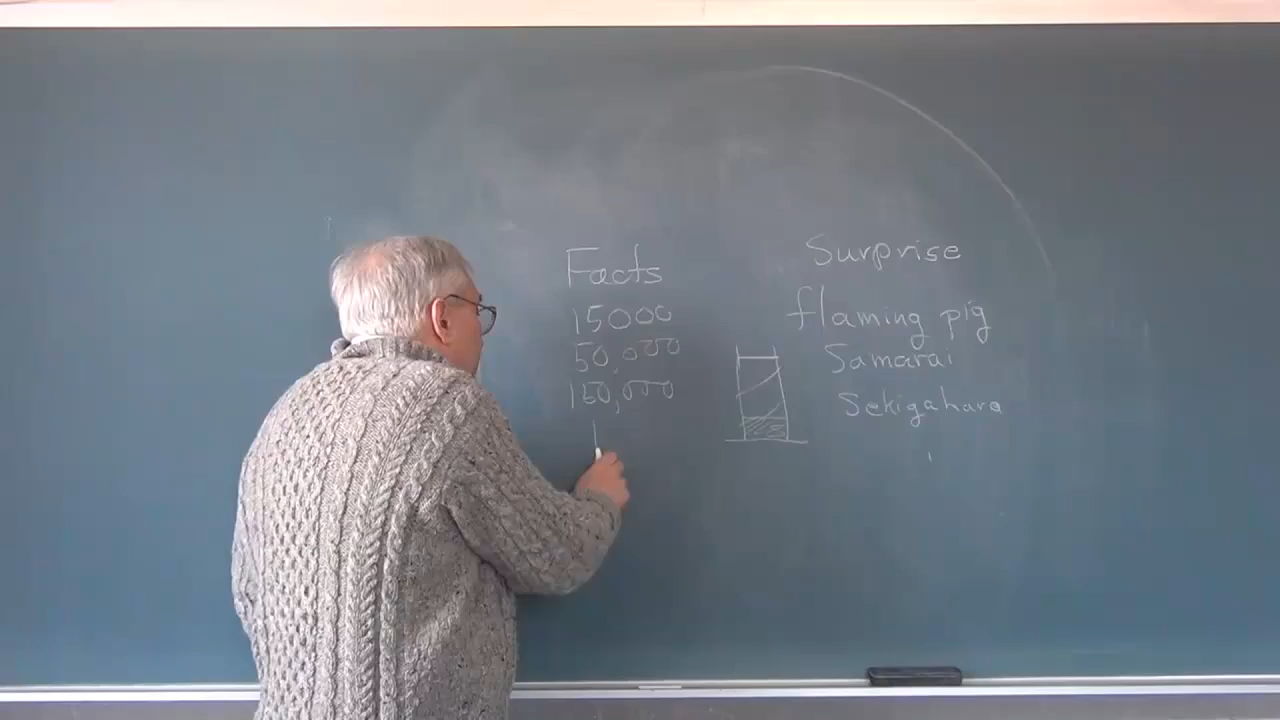 Facts
15000
50,000
150,000
Surprise
flaming pig
Samarai
Sekigahara